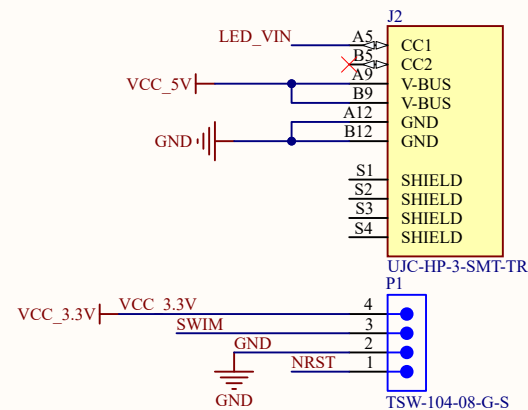 J2
LED_VIN A5 CC1
B5 CC2
VCC_5V A9 V-BUS
B9 V-BUS
A12 GND
GND B12 GND
S1 SHIELD
S2 SHIELD
S3 SHIELD
S4 SHIELD
UJC-HP-3-SMT-TR
P1
VCC_3.3V VCC_3.3V 4
SWIM 3
GND 2
NRST 1
GND
TSW-104-08-G-S